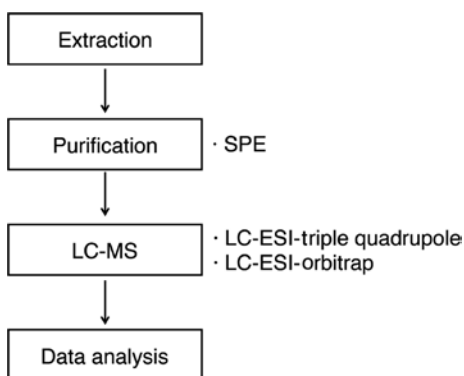 Extraction
Purification
· SPE
LC-MS
· LC-ESI-triple quadrupole
· LC-ESI-orbitrap
Data analysis